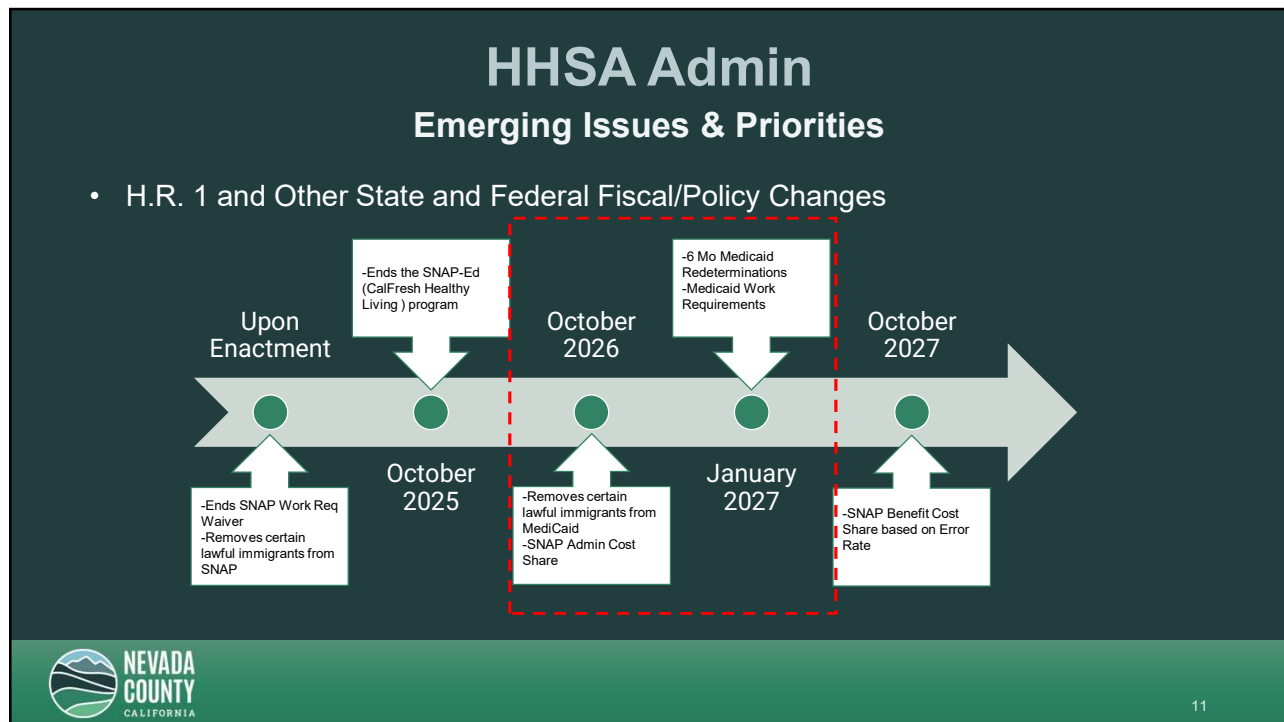 HHSA Admin
Emerging Issues & Priorities
• H.R. 1 and Other State and Federal Fiscal/Policy Changes
Upon
Enactment
-Ends SNAP Work Req
Waiver
-Removes certain
lawful immigrants from
SNAP
-Ends the SNAP-Ed
(CalFresh Healthy
Living ) program
October
2025
October
2026
-Removes certain
lawful immigrants from
MediCaid
-SNAP Admin Cost
Share
-6 Mo Medicaid
Redeterminations
-Medicaid Work
Requirements
January
2027
October
2027
-SNAP Benefit Cost
Share based on Error
Rate
NEVADA
COUNTY
CALIFORNIA
11